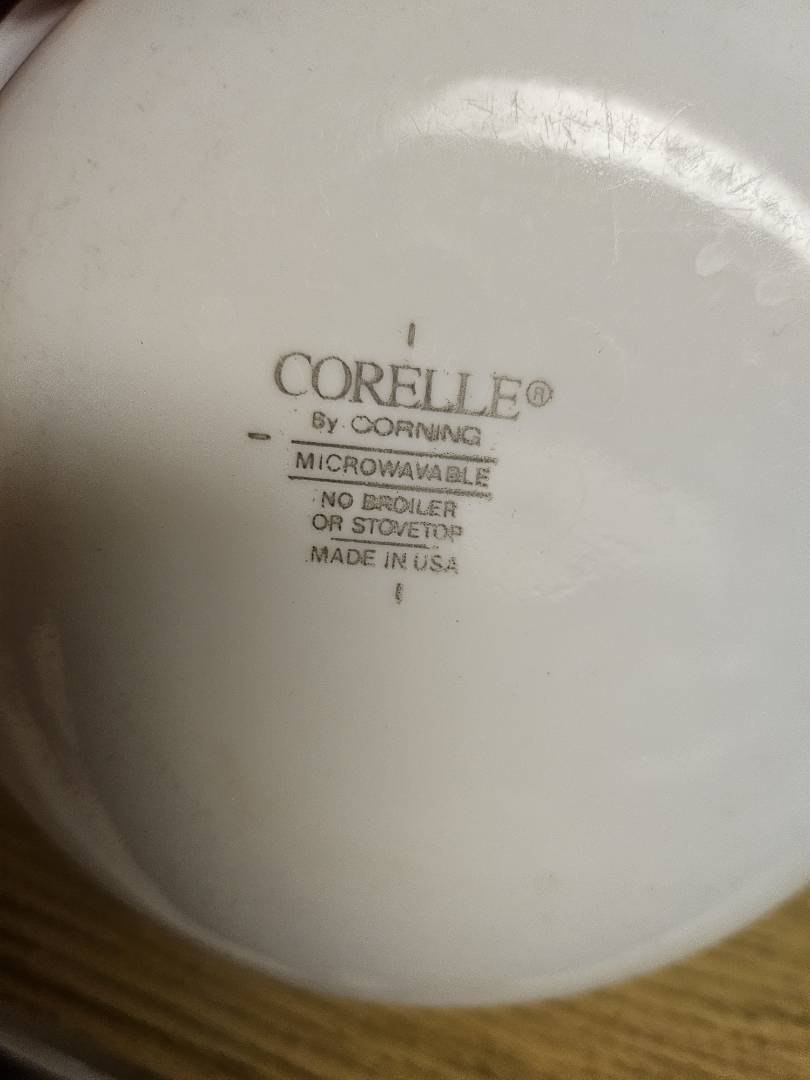 CORELLE®
By CORNING
MICROWAVABLE
NO BROILER
OR STOVETOP
MADE IN USA